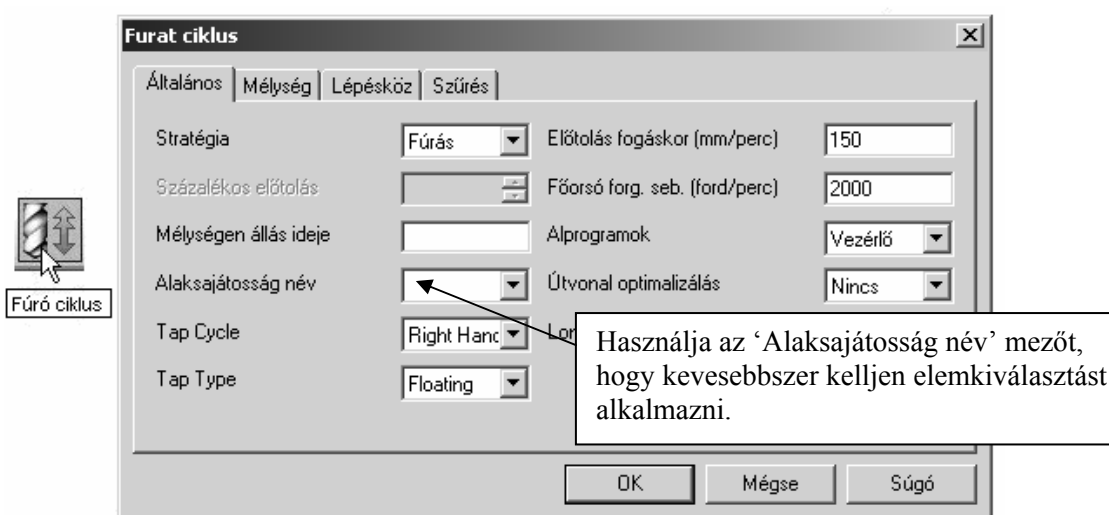 Furat ciklus
Általános Mélység Lépésköz Szűrés
Stratégia Fúrás Előtolás fogáskor (mm/perc) 150
Százalékos előtolás Főorsó forg. seb. (ford/perc) 2000
Mélységen állás ideje Alprogramok Vezérlő
Alaksajátosság név Útvonal optimalizálás Nincs
Fúró ciklus
Tap Cycle Right Hand
Tap Type Floating
Használja az ‘Alaksajátosság név’ mezőt,
hogy kevesebbszer kelljen elemkiválasztást
alkalmazni.
OK Mégse Súgó